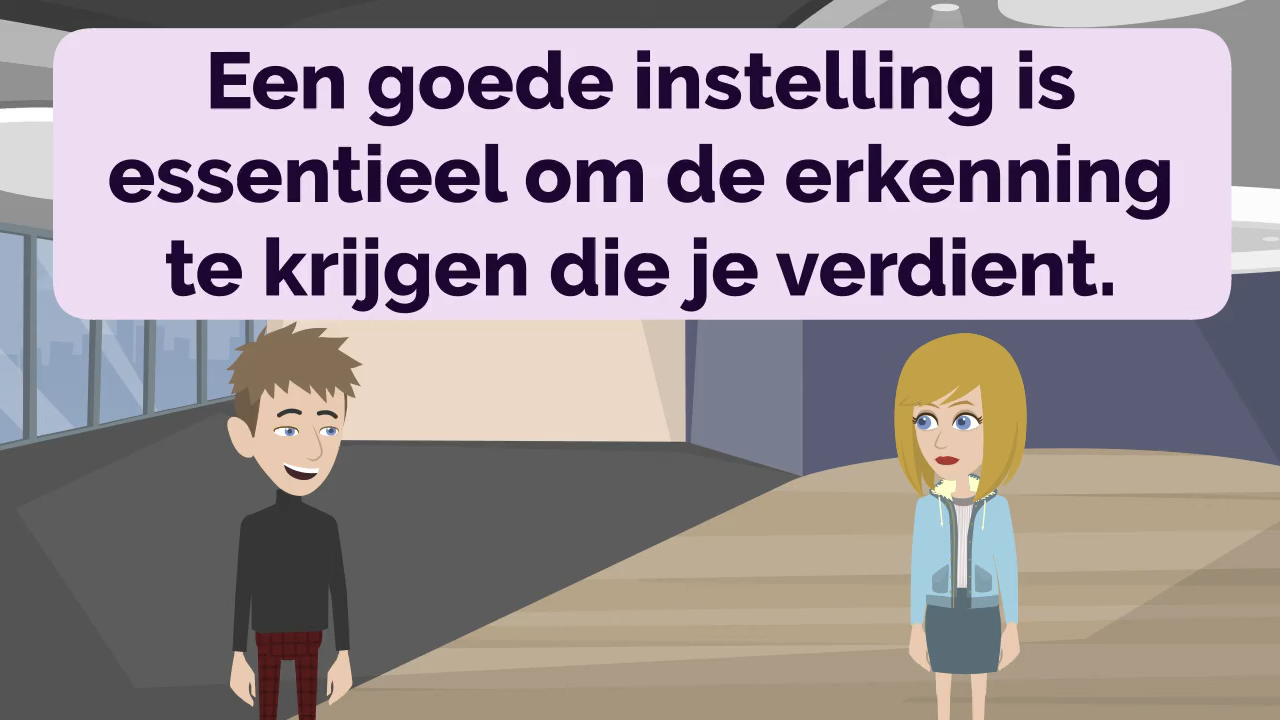 Een goede instelling is
essentieel om de erkenning
te krijgen die je verdient.